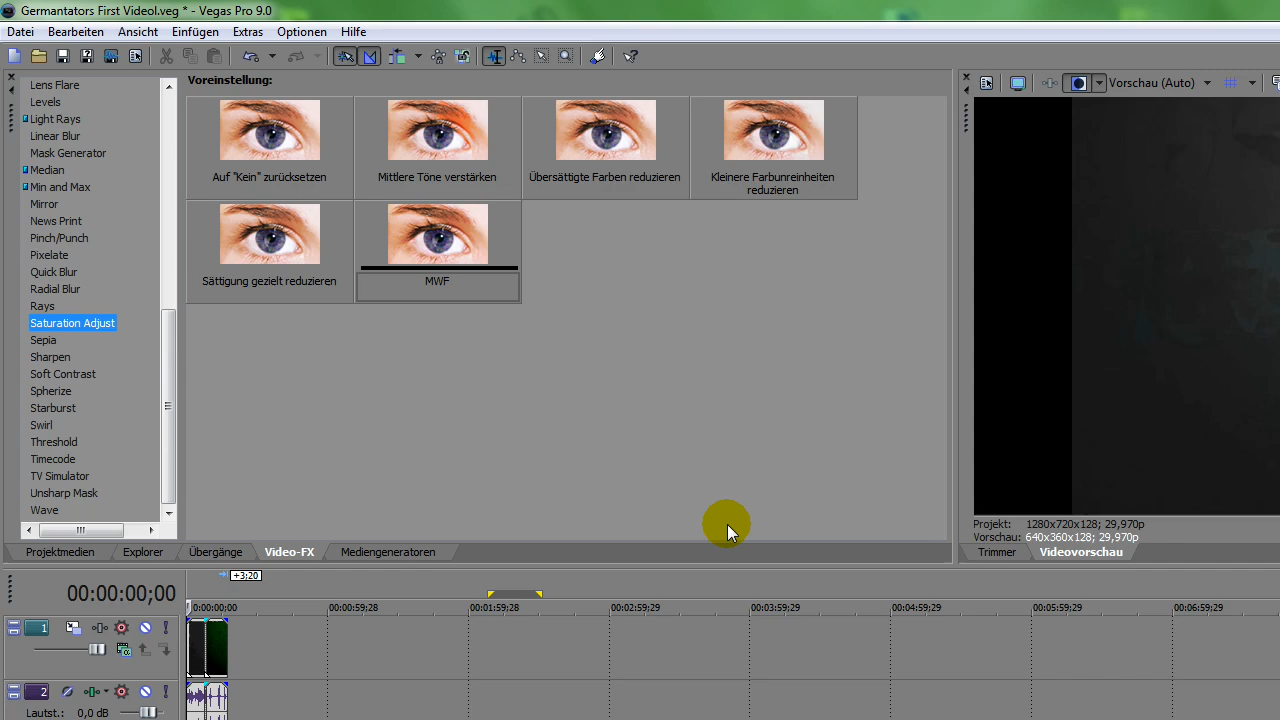 Germantators First Videol.veg * - Vegas Pro 9.0
Datei Bearbeiten Ansicht Einfügen Extras Optionen Hilfe
Voreinstellung:
Vorschau (Auto)
Lens Flare
Levels
Light Rays
Linear Blur
Mask Generator
Median
Min and Max
Mirror
News Print
Pinch/Punch
Pixelate
Quick Blur
Radial Blur
Rays
Saturation Adjust
Sepia
Sharpen
Soft Contrast
Spherize
Starburst
Swirl
Threshold
Timecode
TV Simulator
Unsharp Mask
Wave
Auf "Kein" zurücksetzen
Mittlere Töne verstärken
Übersättigte Farben reduzieren
Kleinere Farbunreinheiten
reduzieren
Sättigung gezielt reduzieren
MWF
Projekt: 1280x720x128; 29,970p
Vorschau: 640x360x128; 29,970p
Projektmedien Explorer Übergänge Video-FX Mediengeneratoren
Trimmer Videovorschau
+3;20
00:00:00;00
0:00:00;00 00:00:59;28 00:01:59;28 00:02:59;29 00:03:59;29 00:04:59;29 00:05:59;29 00:06:59;29
1
2
Lautst.: 0,0 dB